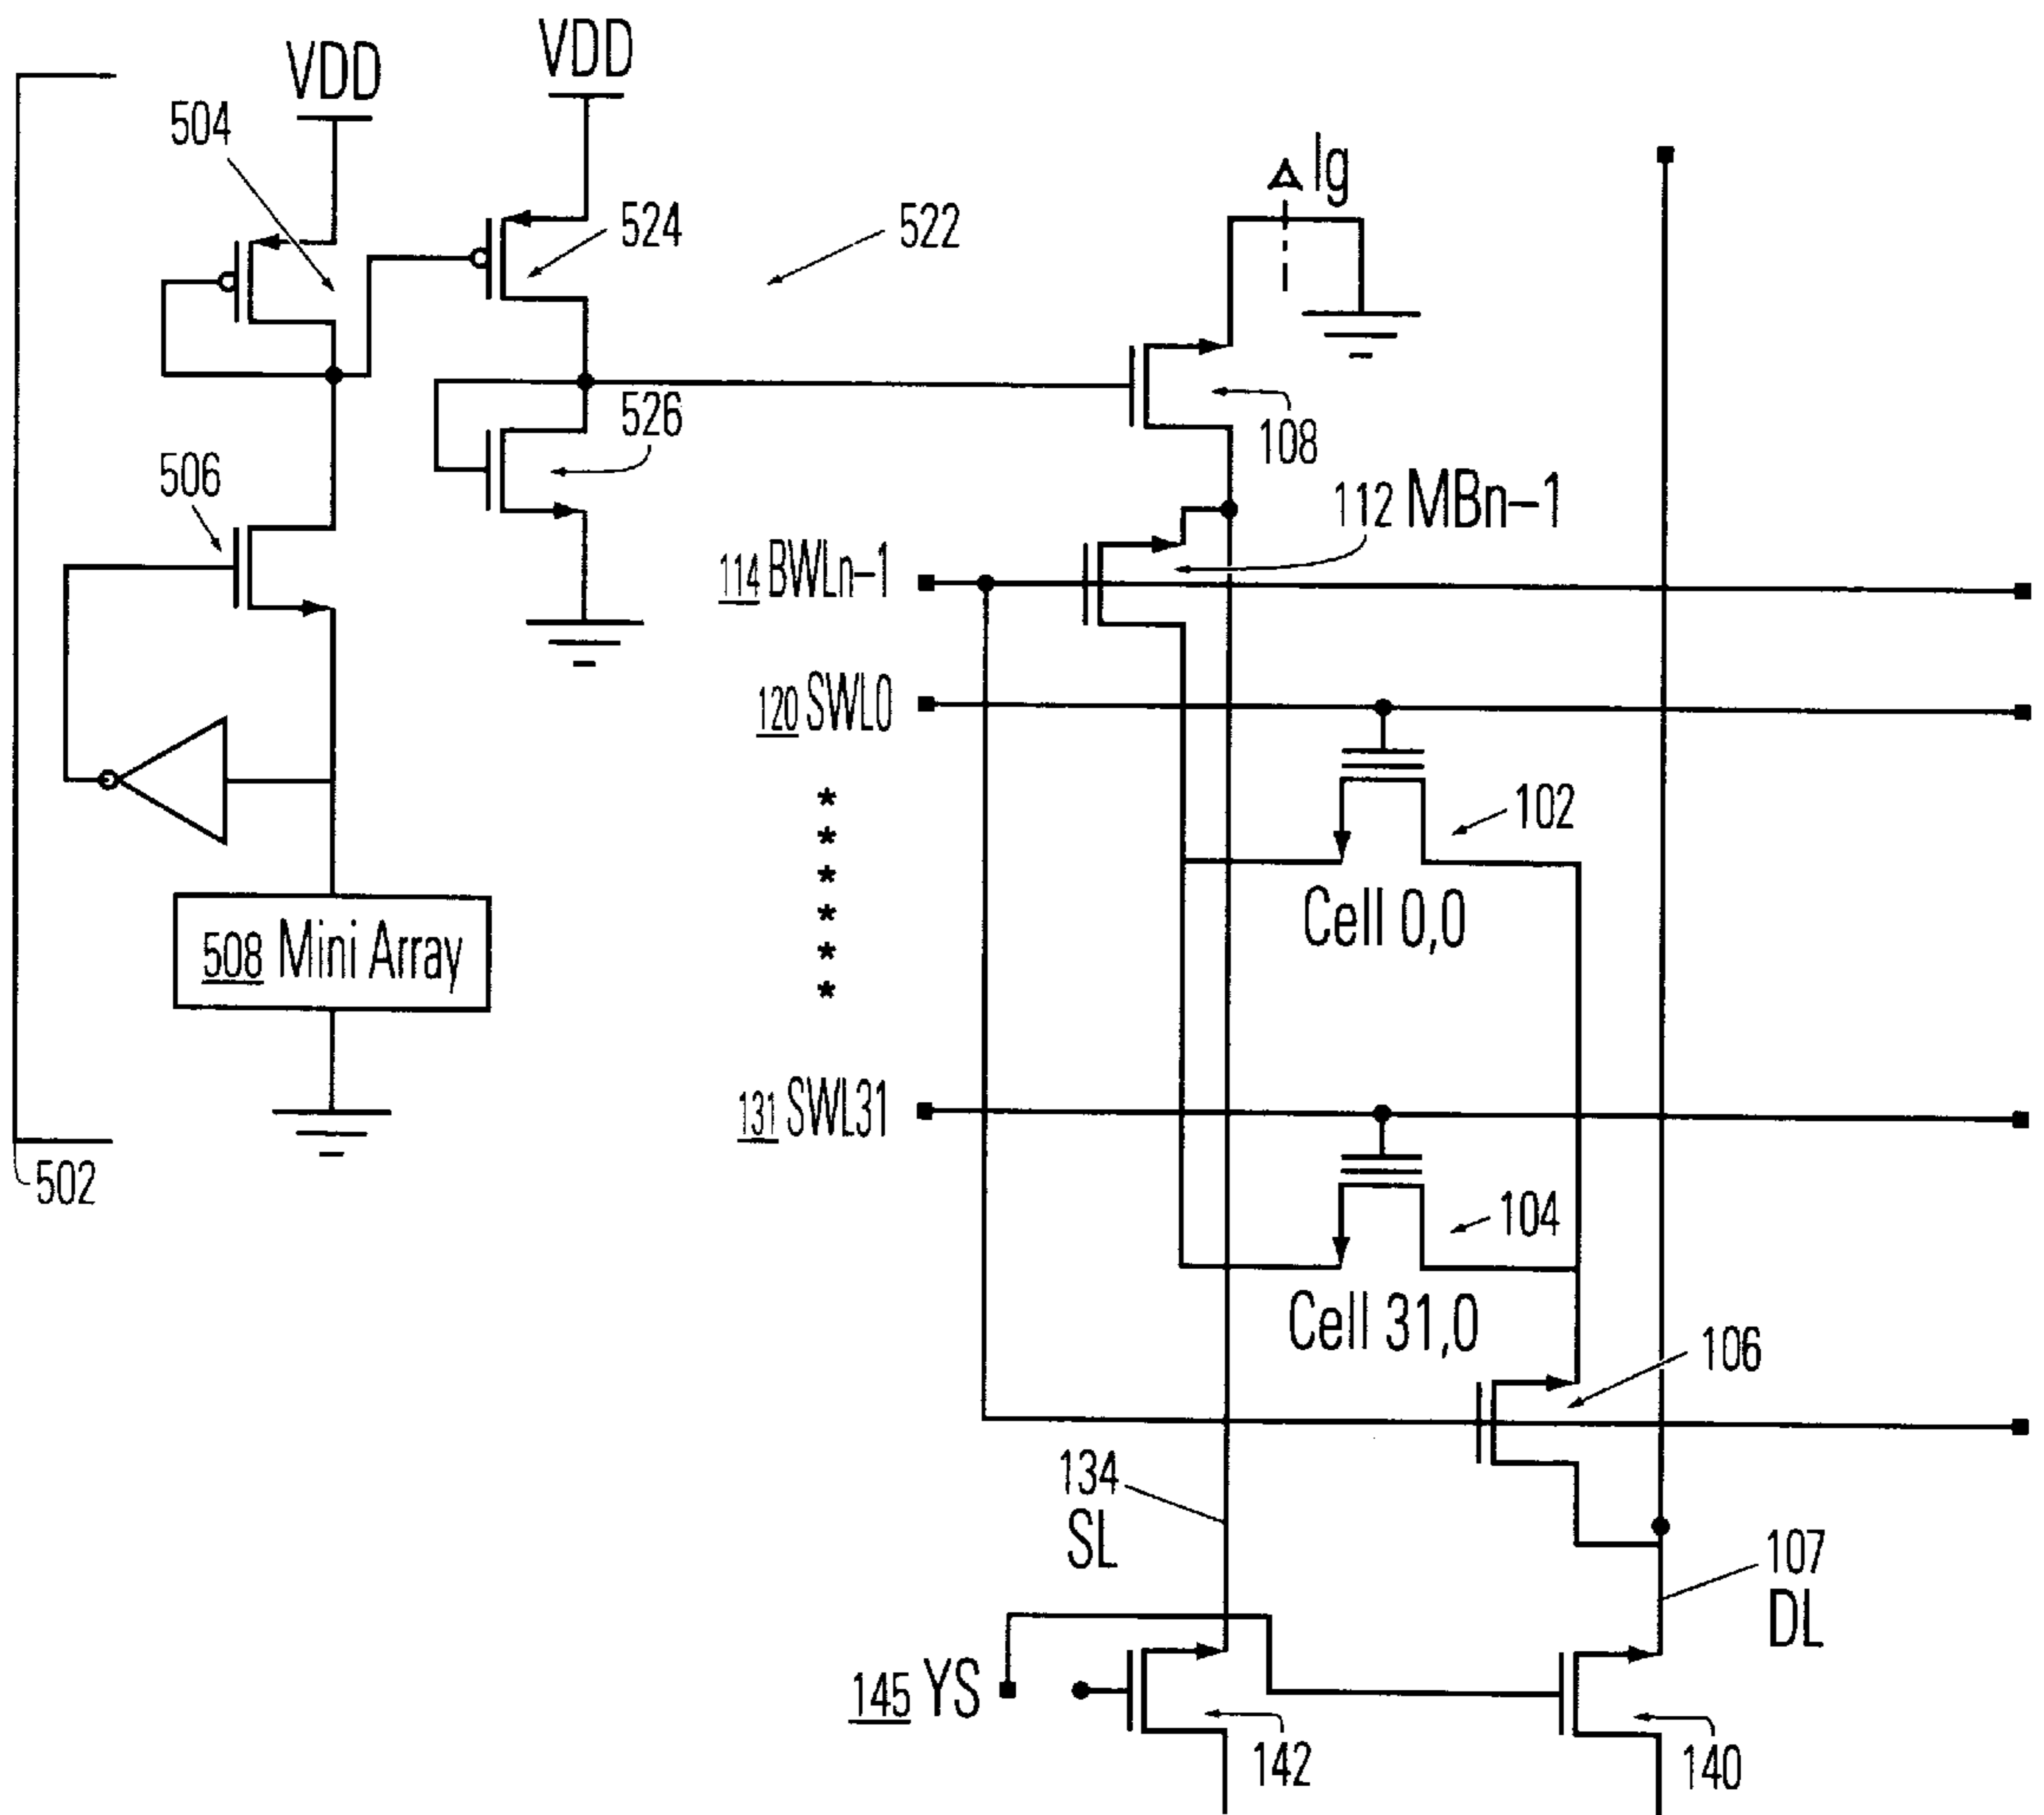 VDD
VDD
504
524
522
Ig
526
108
506
112 MBn-1
114 BWLn-1
120 SWL0
102
*
*
*
*
*
*
Cell 0,0
508 Mini Array
131 SWL31
104
502
Cell 31,0
106
134
SL
107
DL
145 YS
142
140